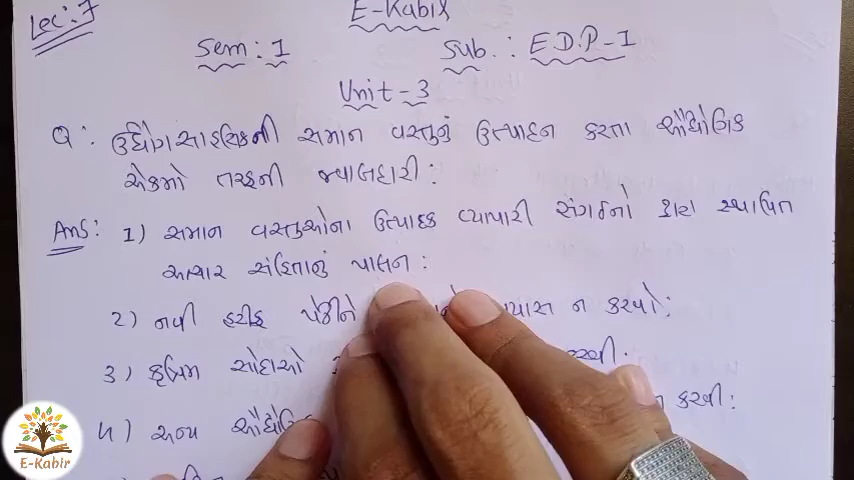 Lec: 7
E-Kabir
Sem: 1 Sub.: E.D.P-I
Unit-3
Q: ઉદ્યોગસાહસિકની સમાન વસ્તુનું ઉત્પાદન કરતા ઔદ્યોગિક
એકમો તરફની જવાબદારી:
Ans: 1) સમાન વસ્તુઓના ઉત્પાદક વ્યાપારી સંગઠનો દ્વારા સ્થાપિત
આચાર સંહિતાનું પાલન:
2) નવી હરીફ પેઢીને ન કરવો:
3) કૃત્રિમ સોદાઓ
4) અન્ય કરવી:
E-Kabir